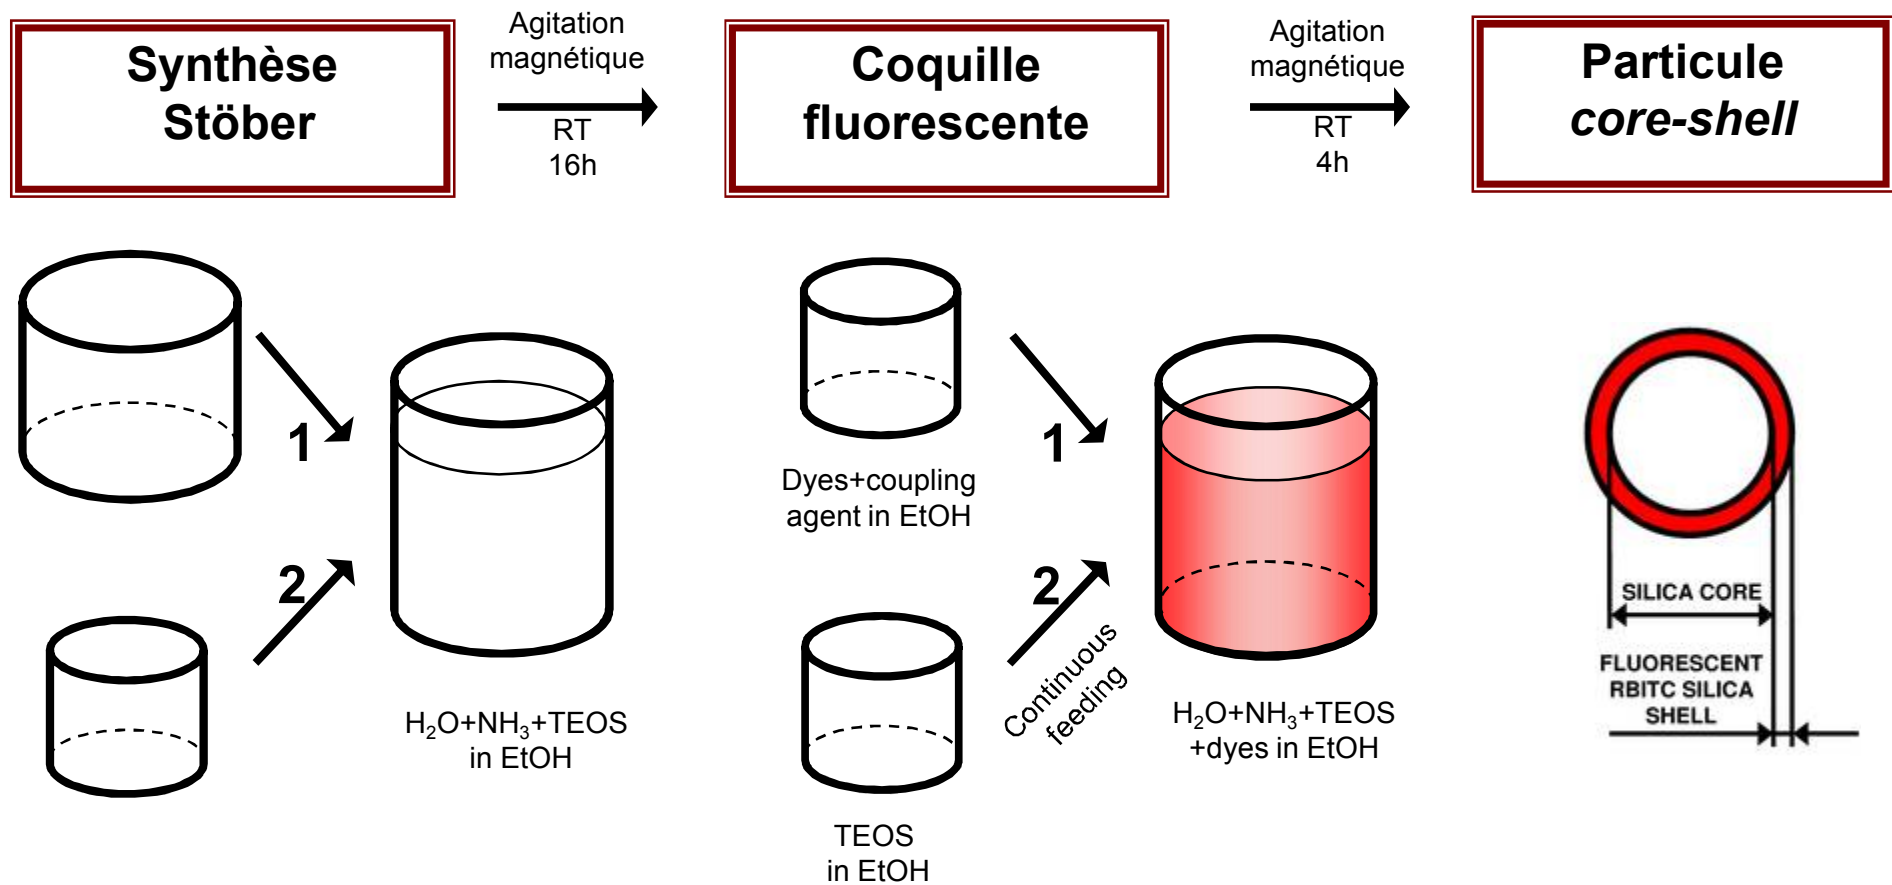 Synthèse
Stöber
Agitation
magnétique
RT
16h
Coquille
fluorescente
Agitation
magnétique
RT
4h
Particule
core-shell
1
2
H₂O+NH₃+TEOS
in EtOH
Dyes+coupling
agent in EtOH
1
2
Continuous
feeding
TEOS
in EtOH
H₂O+NH₃+TEOS
+dyes in EtOH
SILICA CORE
FLUORESCENT
RBITC SILICA
SHELL